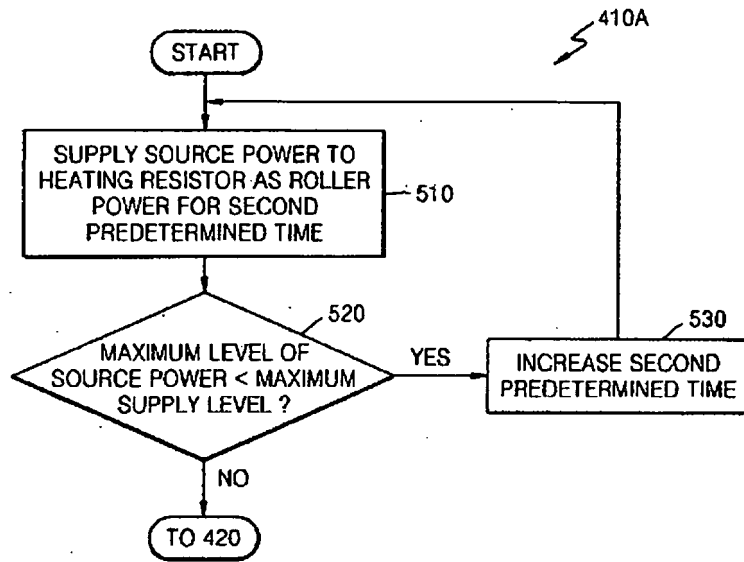 410A
START
SUPPLY SOURCE POWER TO
HEATING RESISTOR AS ROLLER
POWER FOR SECOND
PREDETERMINED TIME
510
520
MAXIMUM LEVEL OF
SOURCE POWER < MAXIMUM
SUPPLY LEVEL ?
YES
530
INCREASE SECOND
PREDETERMINED TIME
NO
TO 420